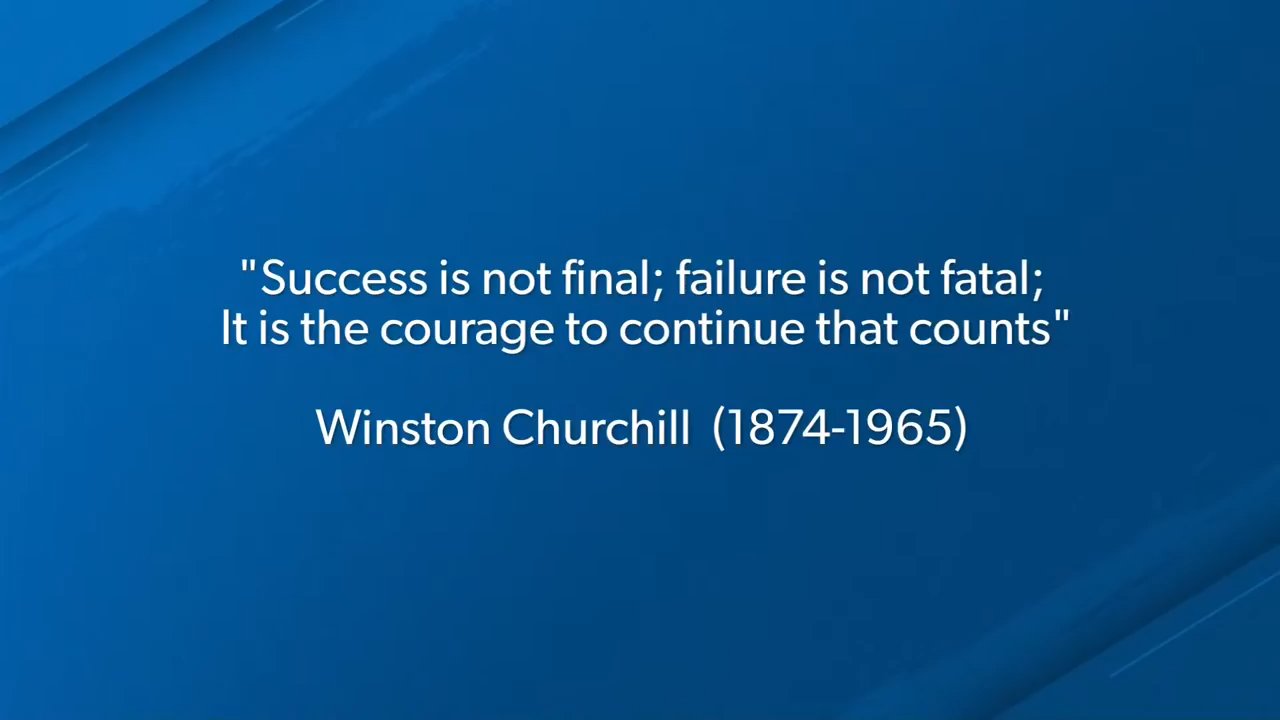 "Success is not final; failure is not fatal;
It is the courage to continue that counts"
Winston Churchill (1874-1965)